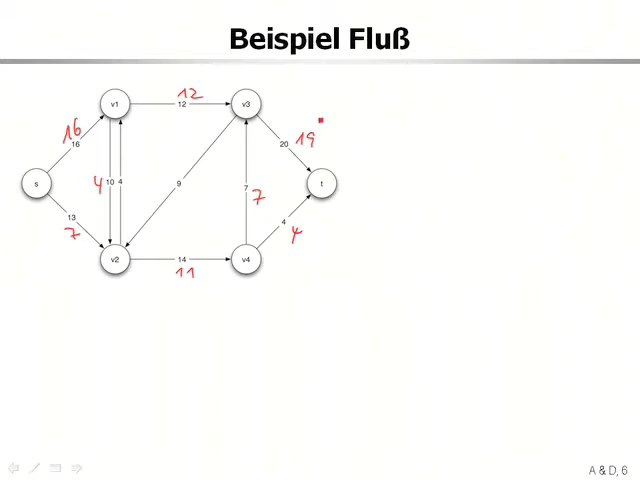 Beispiel Fluß
12
v1 12 v3
16 19
16 20
s 4 10 4 9 7 7 t
13 4
7 4
v2 14 v4
11
A & D, 6